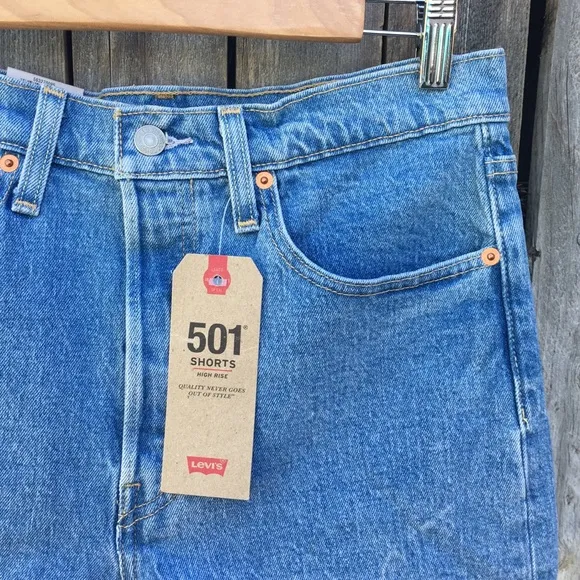 501®
SHORTS
HIGH RISE
QUALITY NEVER GOES
OUT OF STYLE™
Levi's